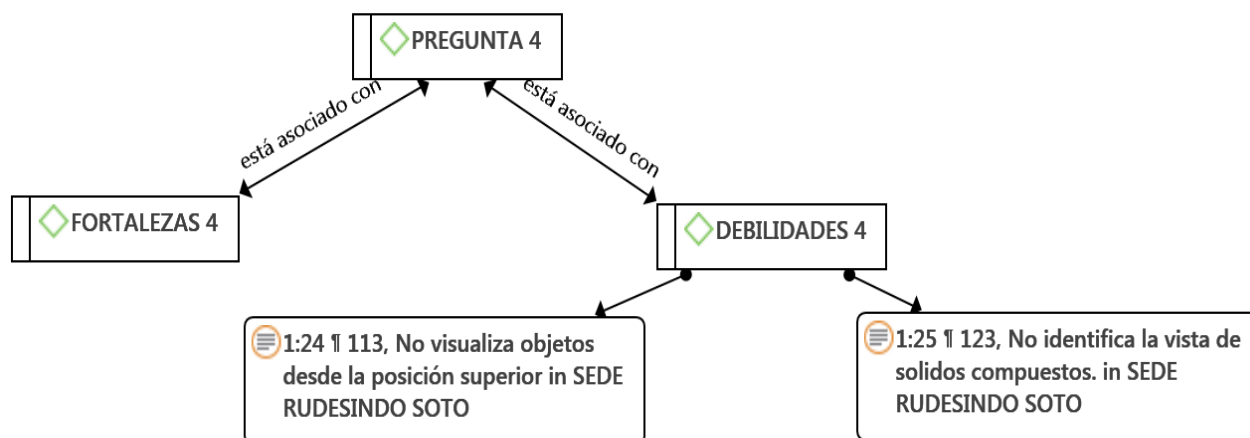 PREGUNTA 4
está asociado con
está asociado con
FORTALEZAS 4
DEBILIDADES 4
1:24 ¶ 113, No visualiza objetos
desde la posición superior in SEDE
RUDESINDO SOTO
1:25 ¶ 123, No identifica la vista de
solidos compuestos. in SEDE
RUDESINDO SOTO